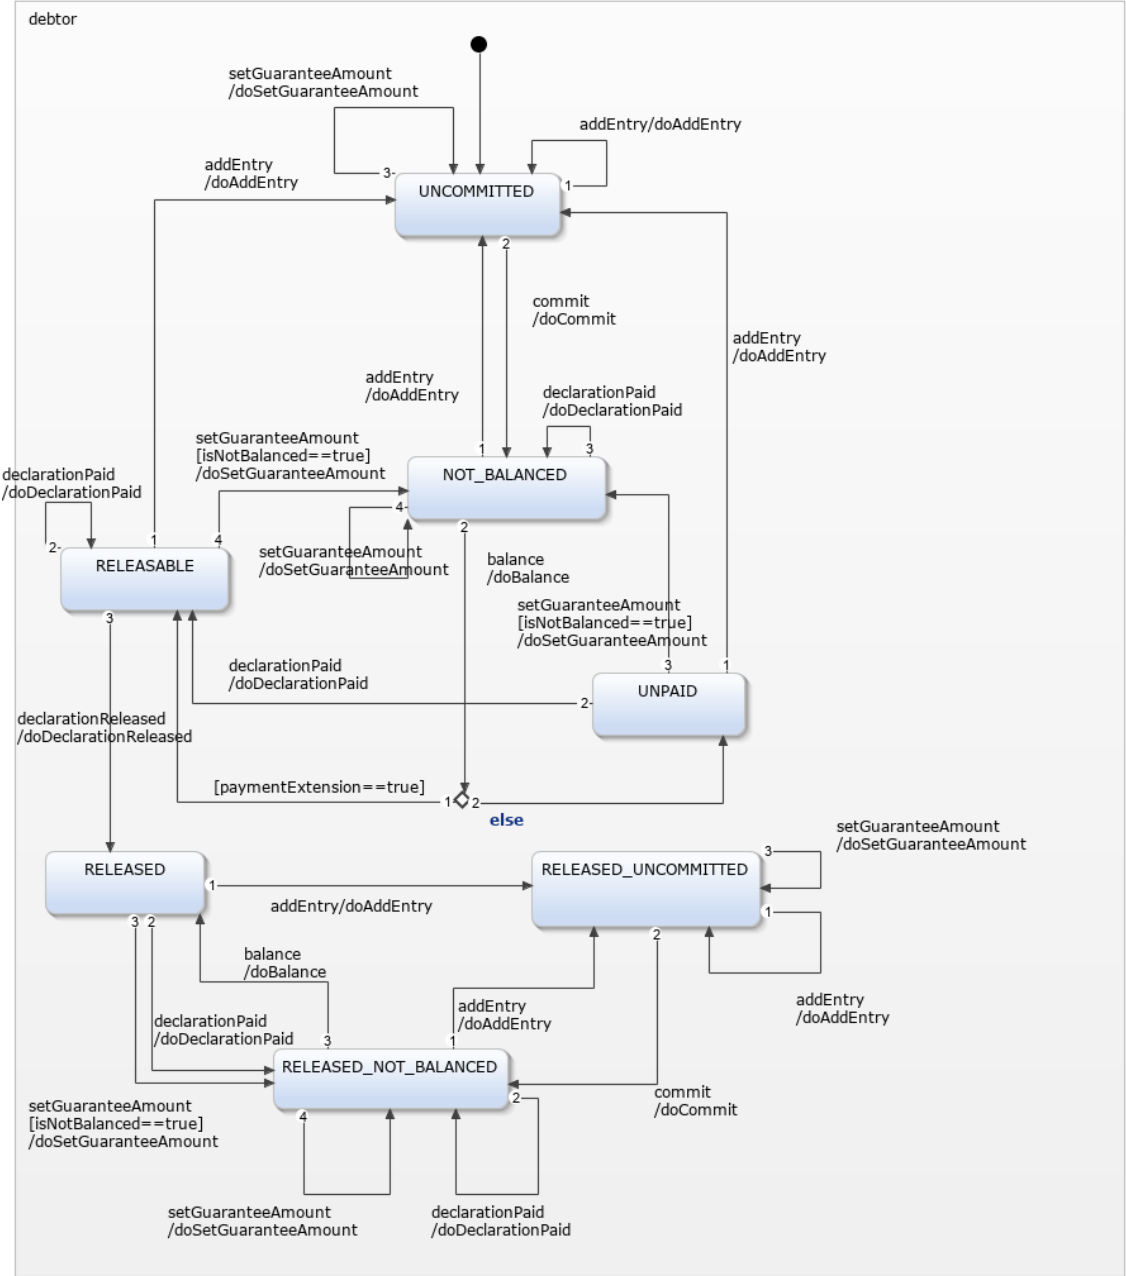 debtor
setGuaranteeAmount
/doSetGuaranteeAmount
addEntry/doAddEntry
addEntry
/doAddEntry
3
1
UNCOMMITTED
2
commit
/doCommit
addEntry
/doAddEntry
addEntry
/doAddEntry
declarationPaid
/doDeclarationPaid
setGuaranteeAmount
[isNotBalanced==true]
/doSetGuaranteeAmount
1
3
NOT_BALANCED
declarationPaid
/doDeclarationPaid
4
2
1
4
2
RELEASABLE
setGuaranteeAmount
/doSetGuaranteeAmount
balance
/doBalance
setGuaranteeAmount
[isNotBalanced==true]
/doSetGuaranteeAmount
3
declarationPaid
/doDeclarationPaid
3
1
UNPAID
2
declarationReleased
/doDeclarationReleased
[paymentExtension==true]
1
2
else
setGuaranteeAmount
/doSetGuaranteeAmount
RELEASED
RELEASED_UNCOMMITTED
3
1
addEntry/doAddEntry
1
3
2
2
balance
/doBalance
addEntry
/doAddEntry
addEntry
/doAddEntry
declarationPaid
/doDeclarationPaid
3
1
RELEASED_NOT_BALANCED
2
commit
/doCommit
setGuaranteeAmount
[isNotBalanced==true]
/doSetGuaranteeAmount
4
setGuaranteeAmount
/doSetGuaranteeAmount
declarationPaid
/doDeclarationPaid